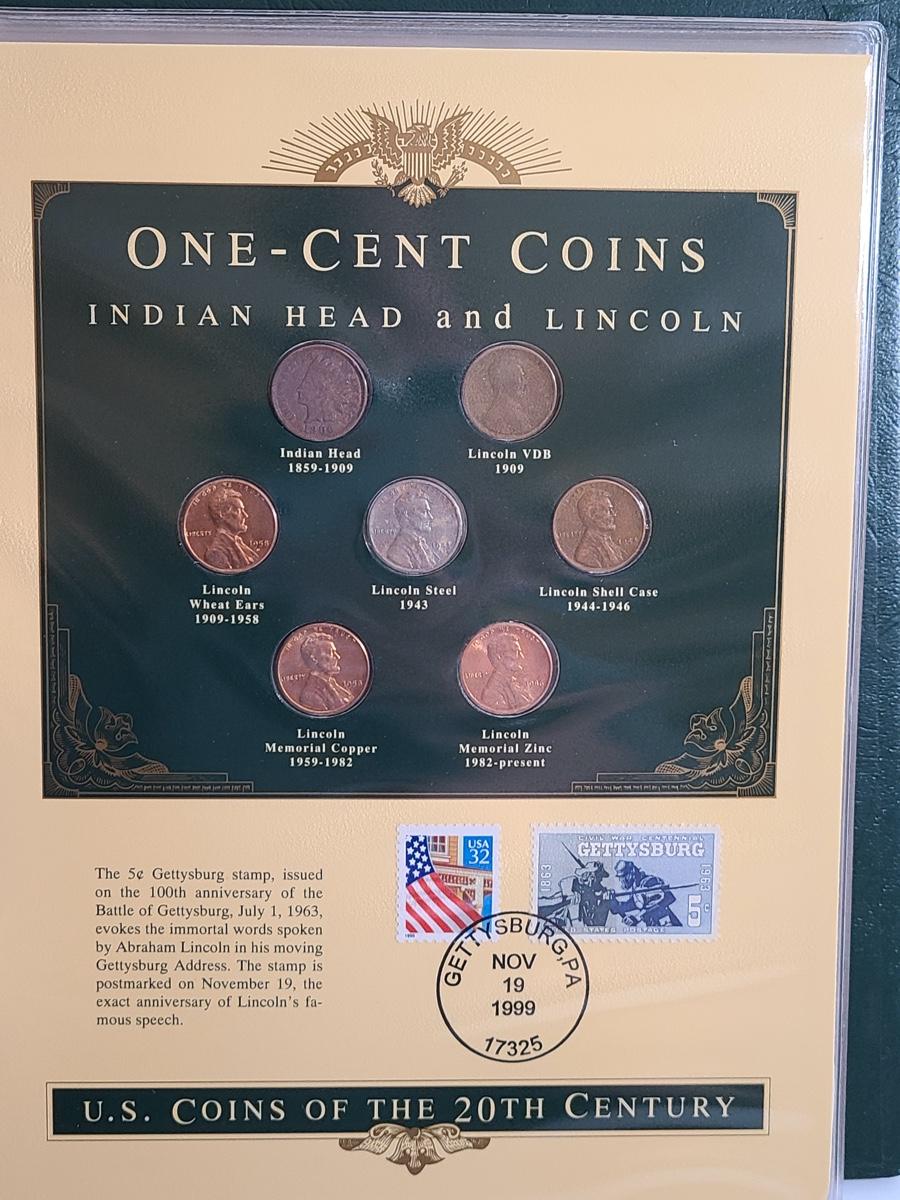 ONE-CENT COINS
INDIAN HEAD and LINCOLN
Indian Head
1859-1909
Lincoln VDB
1909
LIBERTY
1958
Lincoln
Wheat Ears
1909-1958
Lincoln Steel
1943
Lincoln Shell Case
1944-1946
Lincoln
Memorial Copper
1959-1982
Lincoln
Memorial Zinc
1982-present
The 5¢ Gettysburg stamp, issued
on the 100th anniversary of the
Battle of Gettysburg, July 1, 1963,
evokes the immortal words spoken
by Abraham Lincoln in his moving
Gettysburg Address. The stamp is
postmarked on November 19, the
exact anniversary of Lincoln's fa-
mous speech.
USA
32
CIVIL WAR CENTENNIAL
GETTYSBURG
1863
1963
5c
STATES POSTAGE
GETTYSBURG, PA
NOV
19
1999
17325
U.S. COINS OF THE 20TH CENTURY